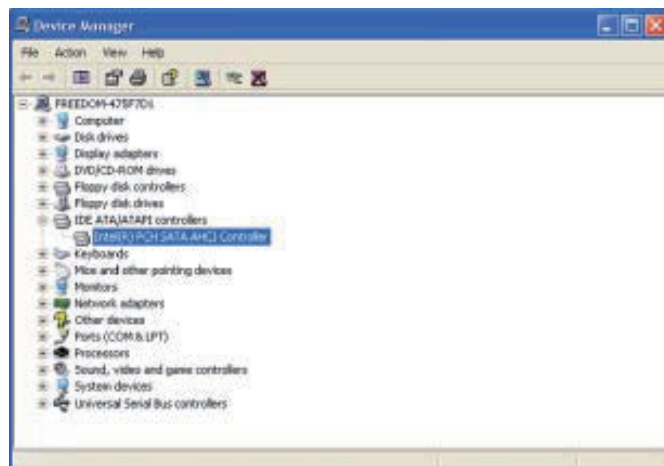 Device Manager
File Action View Help
FREEDOM-475F7D1
Computer
Disk drives
Display adapters
DVD/CD-ROM drives
Floppy disk controllers
Floppy disk drives
IDE ATA/ATAPI controllers
Intel(R) PCH SATA AHCI Controller
Keyboards
Mice and other pointing devices
Monitors
Network adapters
Other devices
Ports (COM & LPT)
Processors
Sound, video and game controllers
System devices
Universal Serial Bus controllers